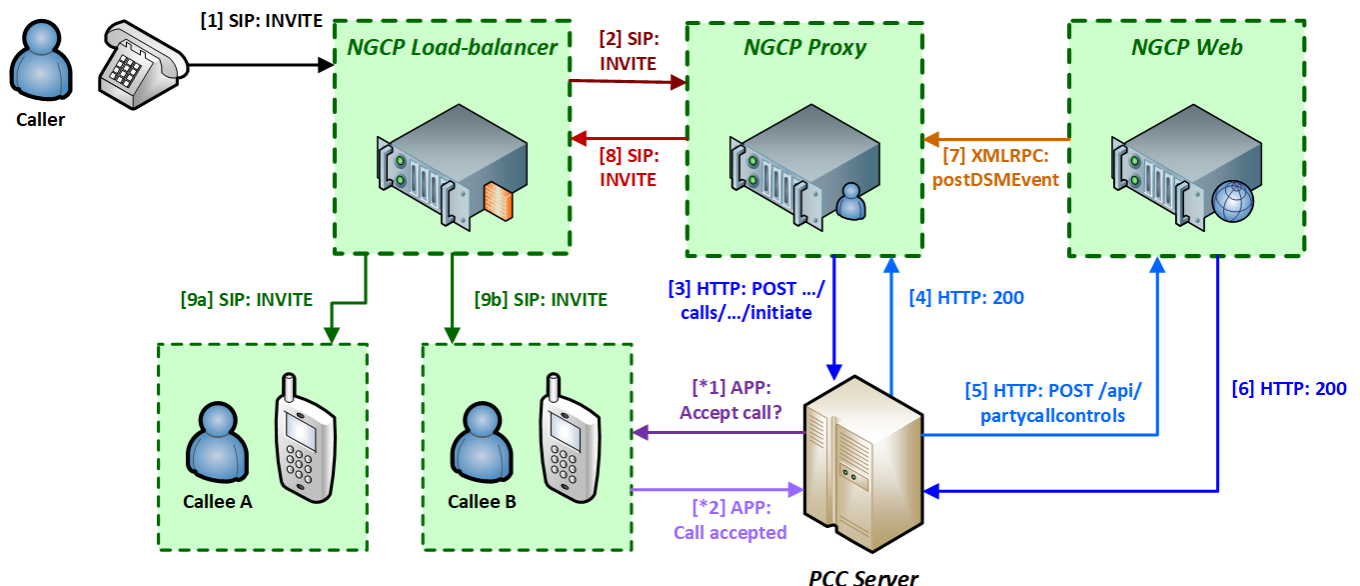 [1] SIP: INVITE
Caller
NGCP Load-balancer
[2] SIP:
INVITE
[8] SIP:
INVITE
NGCP Proxy
[7] XMLRPC:
postDSMEvent
NGCP Web
[9a] SIP: INVITE
[9b] SIP: INVITE
[3] HTTP: POST .../
calls/.../initiate
[4] HTTP: 200
[5] HTTP: POST /api/
partycallcontrols
[6] HTTP: 200
[*1] APP:
Accept call?
[*2] APP:
Call accepted
Callee A
Callee B
PCC Server